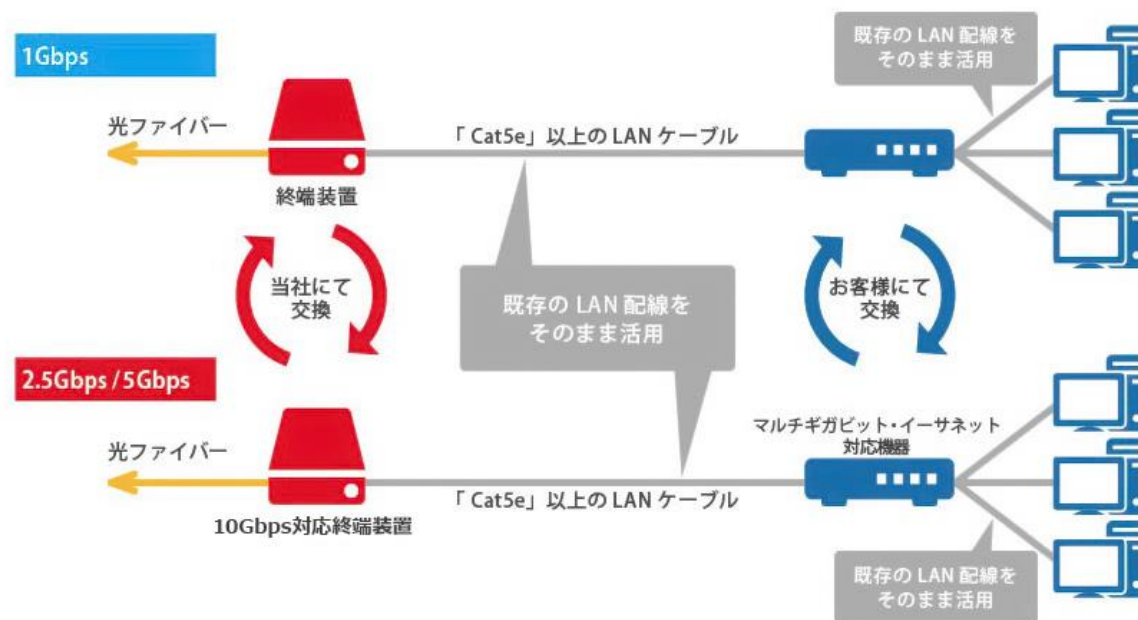 1Gbps
既存の LAN 配線を
そのまま活用
光ファイバー
「 Cat5e」以上の LAN ケーブル
終端装置
当社にて
交換
既存の LAN 配線を
そのまま活用
お客様にて
交換
2.5Gbps / 5Gbps
光ファイバー
マルチギガビット・イーサネット
対応機器
「 Cat5e」以上の LAN ケーブル
10Gbps対応終端装置
既存の LAN 配線を
そのまま活用